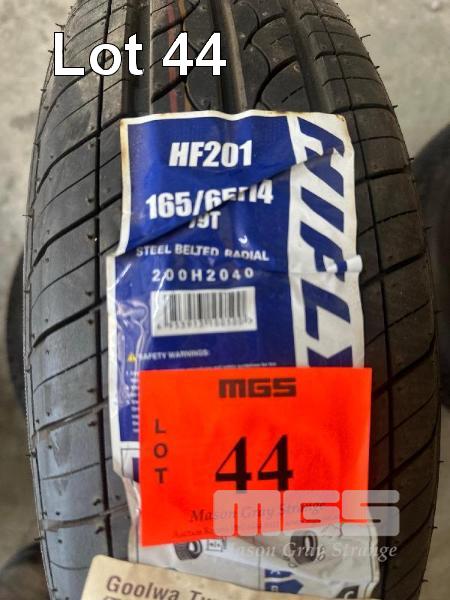 Lot 44
HF201
165/65R14
79T
STEEL BELTED RADIAL
200H2040
HIFLY
SAFETY WARNINGS:
MGS
LOT
44
Mason Gray Strange
MGS
Mason Gray Strange
Goolwa